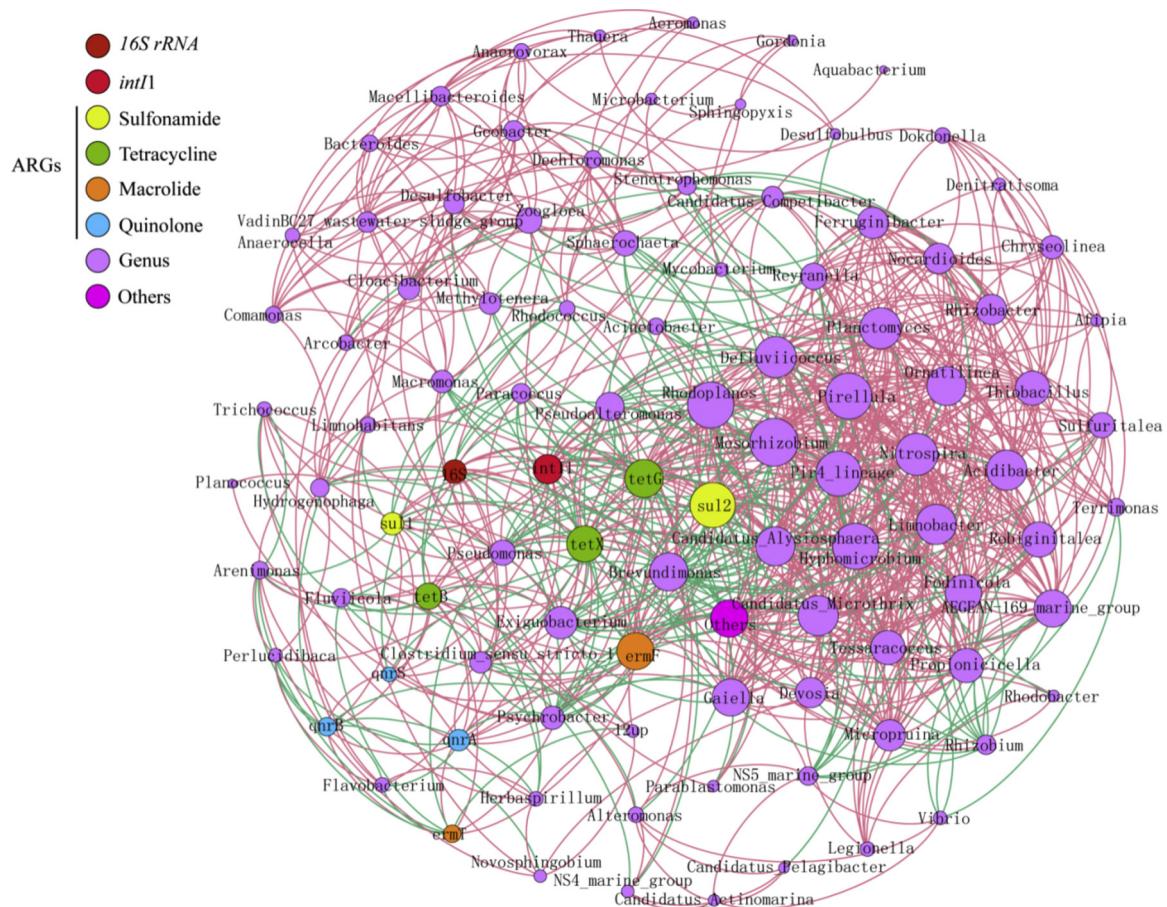 16S rRNA
intI1
ARGs
Sulfonamide
Tetracycline
Macrolide
Quinolone
Genus
Others
Aeromonas
Thauera
Gordonia
Anaerovorax
Aquabacterium
Macellibacteroides
Microbacterium
Sphingopyxis
Geobacter
Desulfobulbus
Dokdonella
Bacteroides
Dechloromonas
Stenotrophomonas
Denitratisoma
Desulfobacter
Candidatus_Competibacter
VadinBC27_wastewater-sludge_group
Zoogloea
Ferruginibacter
Anaerocella
Sphaerochaeta
Chryseolinea
Nocardioides
Mycobacterium
Reyranella
Cloacibacterium
Methylotenera
Rhodococcus
Rhizobacter
Comamonas
Acinetobacter
Planctomyces
Afipia
Arcobacter
Defluviicoccus
Ornatilinea
Macromonas
Paracoccus
Rhodoplanes
Pirellula
Thiobacillus
Trichococcus
Limnohabitans
Pseudoalteromonas
Sulfuritalea
Mesorhizobium
Nitrospira
16S
intI1
tetG
Pir4_lineage
Acidibacter
Planococcus
Hydrogenophaga
sul2
Terrimonas
sul1
Limnobacter
tetX
Candidatus_Alysiosphaera
Robiginitalea
Pseudomonas
Hyphomicrobium
Arenimonas
Brevundimonas
Fodinicola
Fluviicola
tetB
Candidatus_Microthrix
AEGEAN-169_marine_group
Exiguobacterium
Others
Perlucidibaca
Clostridium_sensu_stricto_1
ermF
Tessaracoccus
Propionicicella
qnrS
Gaiella
Devosia
Rhodobacter
Psychrobacter
qnrB
12up
qnrA
Micropruina
Rhizobium
Flavobacterium
NS5_marine_group
Parablastomonas
Herbaspirillum
Alteromonas
Vibrio
ermT
Legionella
Novosphingobium
Candidatus_Pelagibacter
NS4_marine_group
Candidatus_Actinomarina